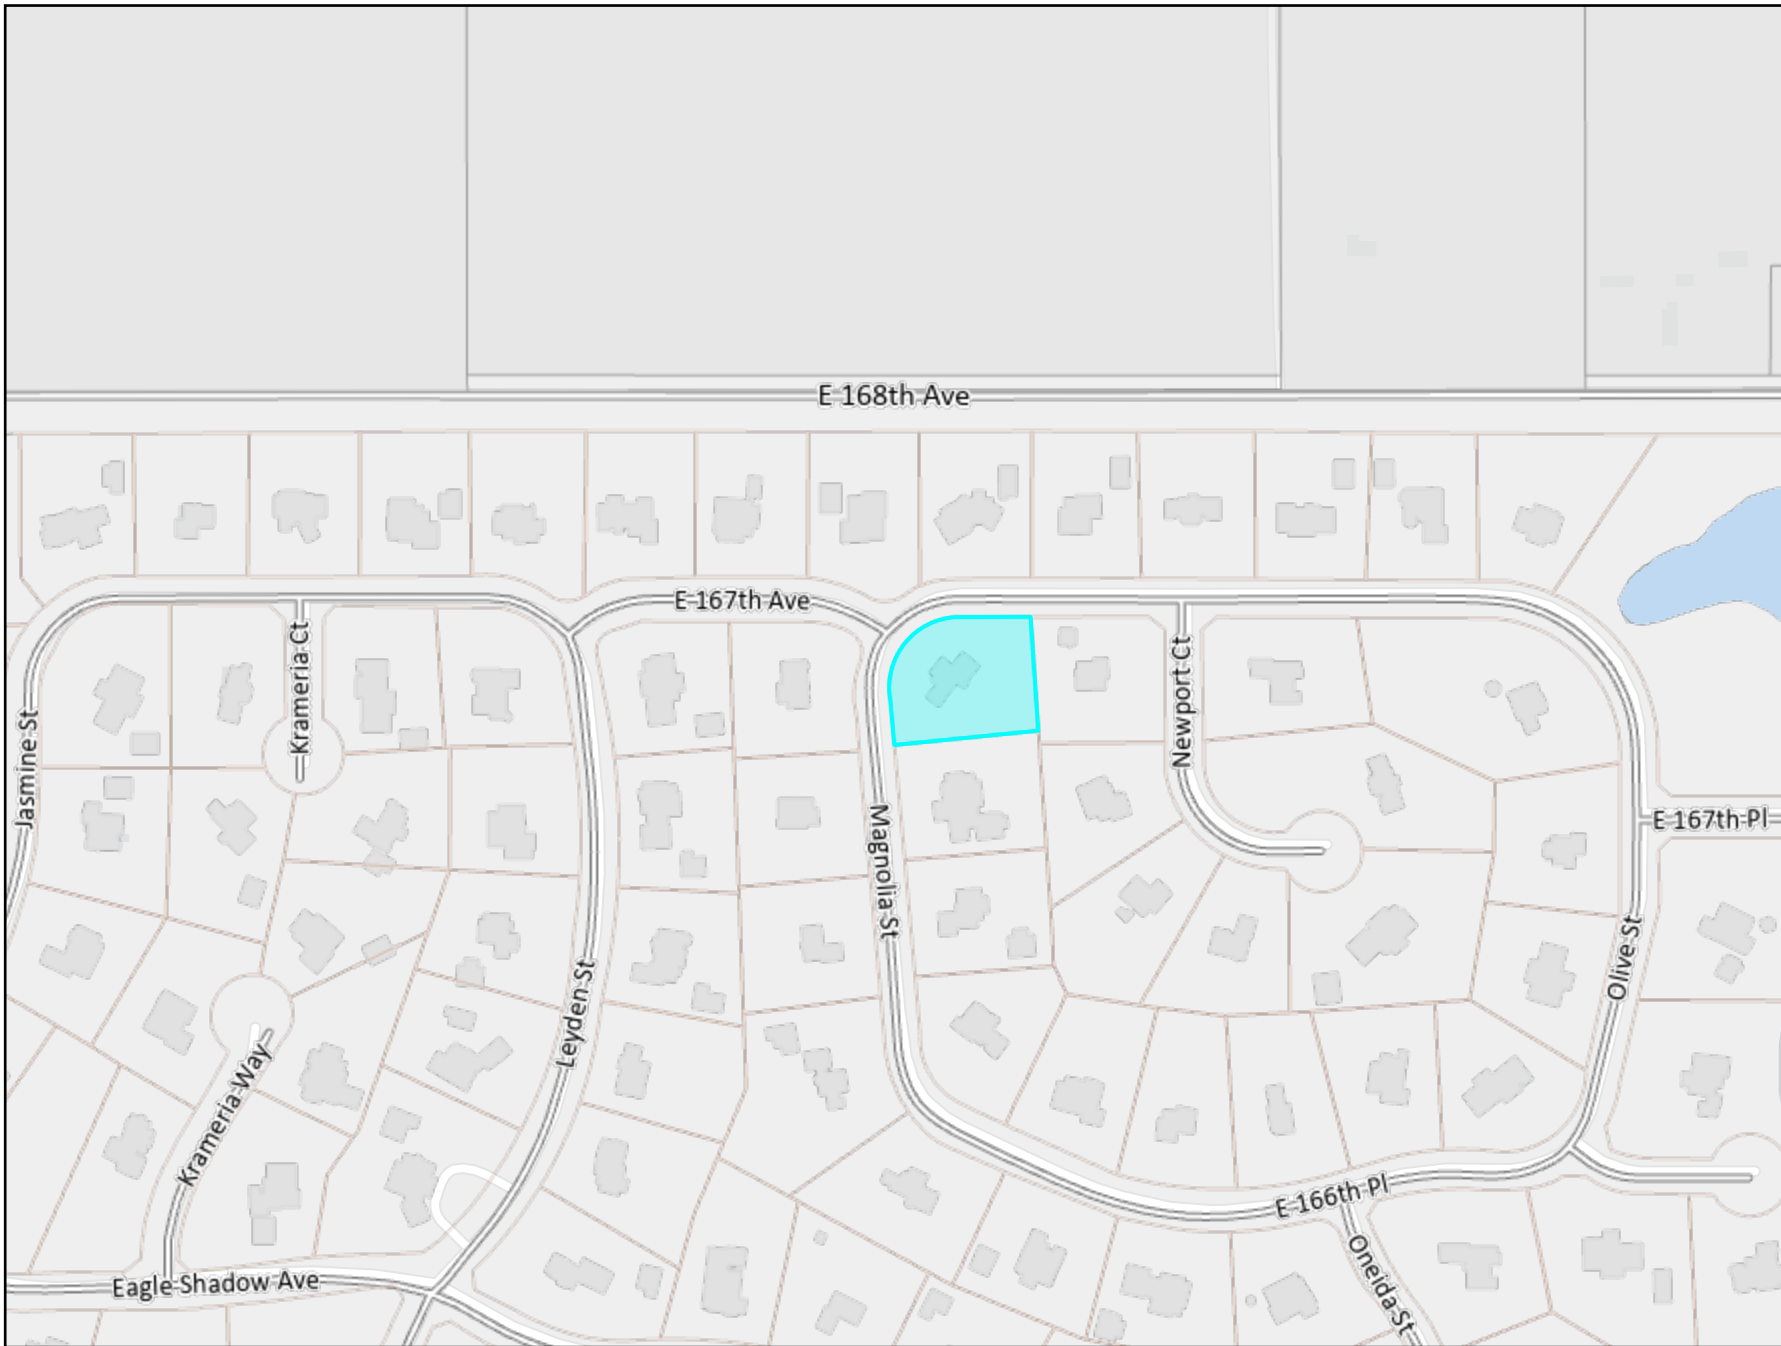 E 168th Ave
E 167th Ave
Krameria Ct
Newport Ct
Jasmine St
E 167th Pl
Magnolia St
Olive St
Leyden St
Krameria Way
E 166th Pl
Eagle Shadow Ave
Oneida St